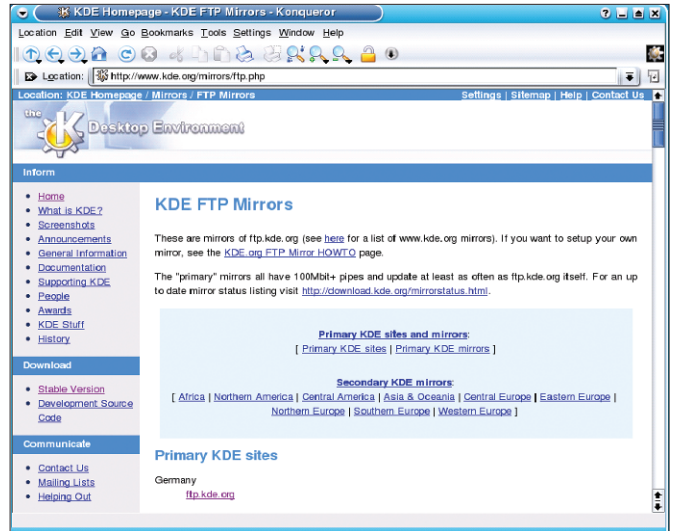 KDE Homepage - KDE FTP Mirrors - Konqueror
Location Edit View Go Bookmarks Tools Settings Window Help
Location: http://www.kde.org/mirrors/ftp.php
Location: KDE Homepage / Mirrors / FTP Mirrors Settings | Sitemap | Help | Contact Us
the K Desktop Environment
Inform
Home
What is KDE?
Screenshots
Announcements
General Information
Documentation
Supporting KDE
People
Awards
KDE Stuff
History
Download
Stable Version
Development Source
Code
Communicate
Contact Us
Mailing Lists
Helping Out
KDE FTP Mirrors
These are mirrors of ftp.kde.org (see here for a list of www.kde.org mirrors). If you want to setup your own
mirror, see the KDE.org FTP Mirror HOWTO page.
The "primary" mirrors all have 100Mbit+ pipes and update at least as often as ftp.kde.org itself. For an up
to date mirror status listing visit http://download.kde.org/mirrorstatus.html.
Primary KDE sites and mirrors:
[ Primary KDE sites | Primary KDE mirrors ]
Secondary KDE mirrors:
[ Africa | Northern America | Central America | Asia & Oceania | Central Europe | Eastern Europe |
Northern Europe | Southern Europe | Western Europe ]
Primary KDE sites
Germany
ftp.kde.org